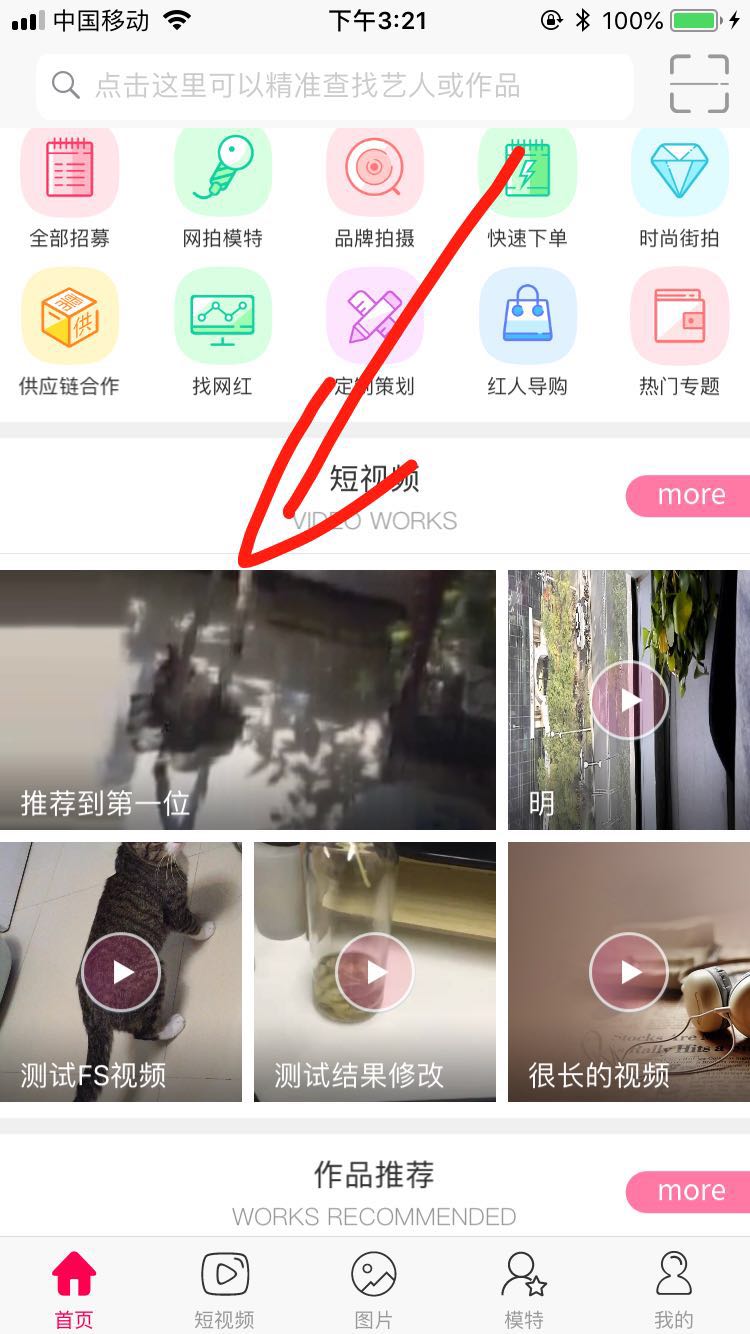 中国移动
下午3:21
100%
点击这里可以精准查找艺人或作品
全部招募
网拍模特
品牌拍摄
快速下单
时尚街拍
需
供
供应链合作
找网红
定制策划
红人导购
热门专题
短视频
more
VIDEO WORKS
推荐到第一位
明
测试FS视频
测试结果修改
很长的视频
作品推荐
more
WORKS RECOMMENDED
首页
短视频
图片
模特
我的